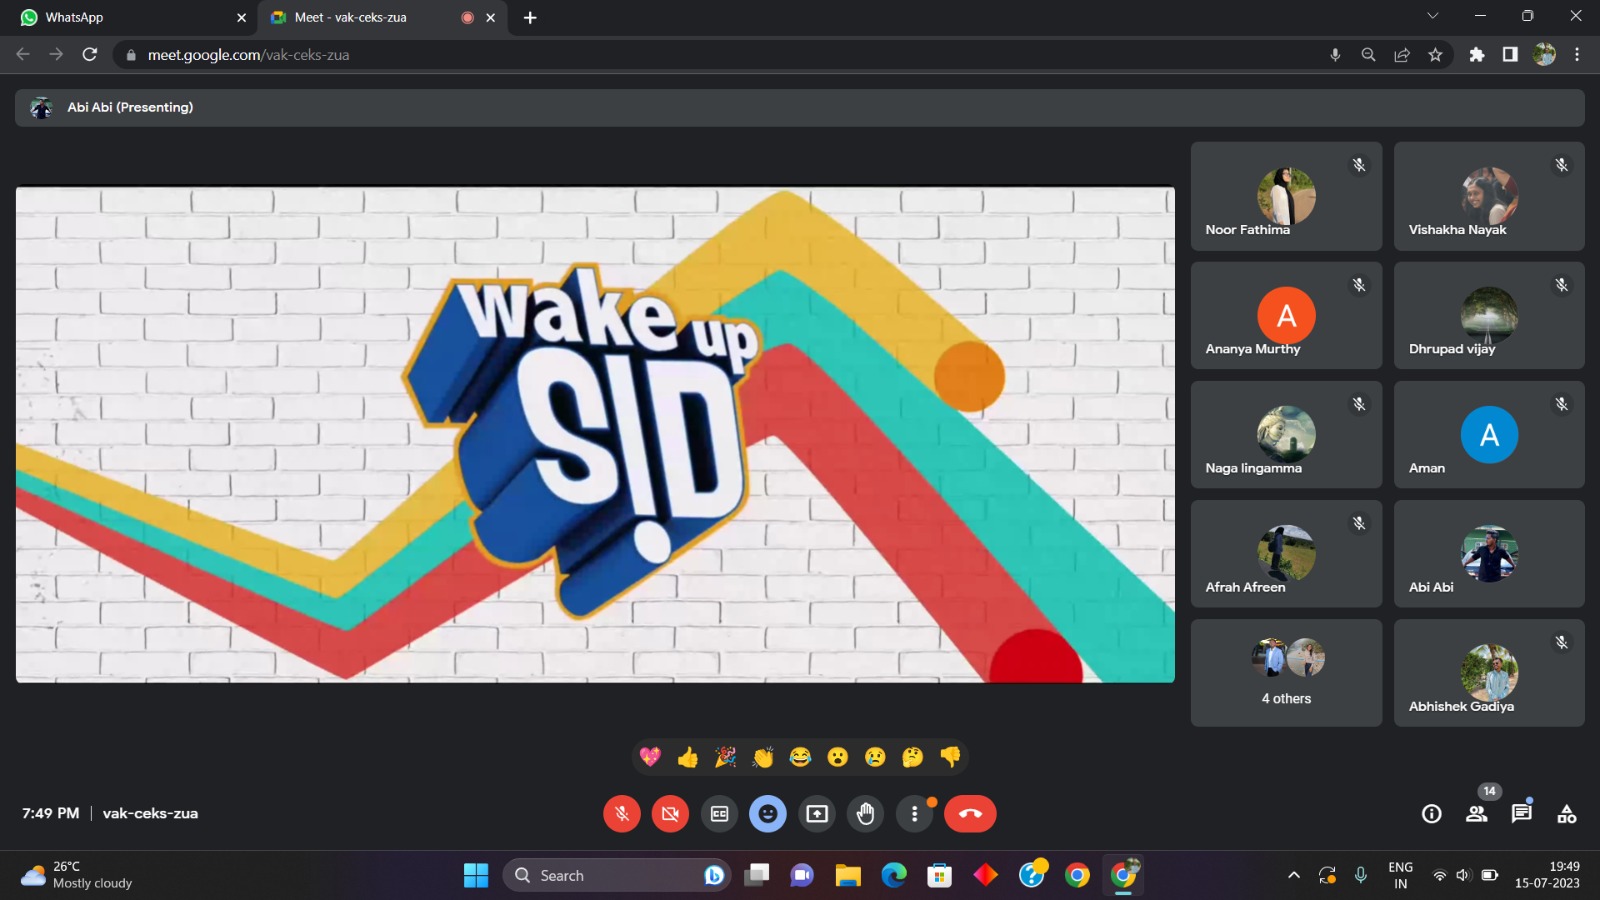 WhatsApp
Meet - vak-ceks-zua
meet.google.com/vak-ceks-zua
Abi Abi (Presenting)
wake up
SID
Noor Fathima
Vishakha Nayak
A
Ananya Murthy
Dhrupad vijay
Naga lingamma
A
Aman
Afrah Afreen
Abi Abi
4 others
Abhishek Gadiya
7:49 PM | vak-ceks-zua
CC
14
26°C
Mostly cloudy
Search
ENG
IN
19:49
15-07-2023